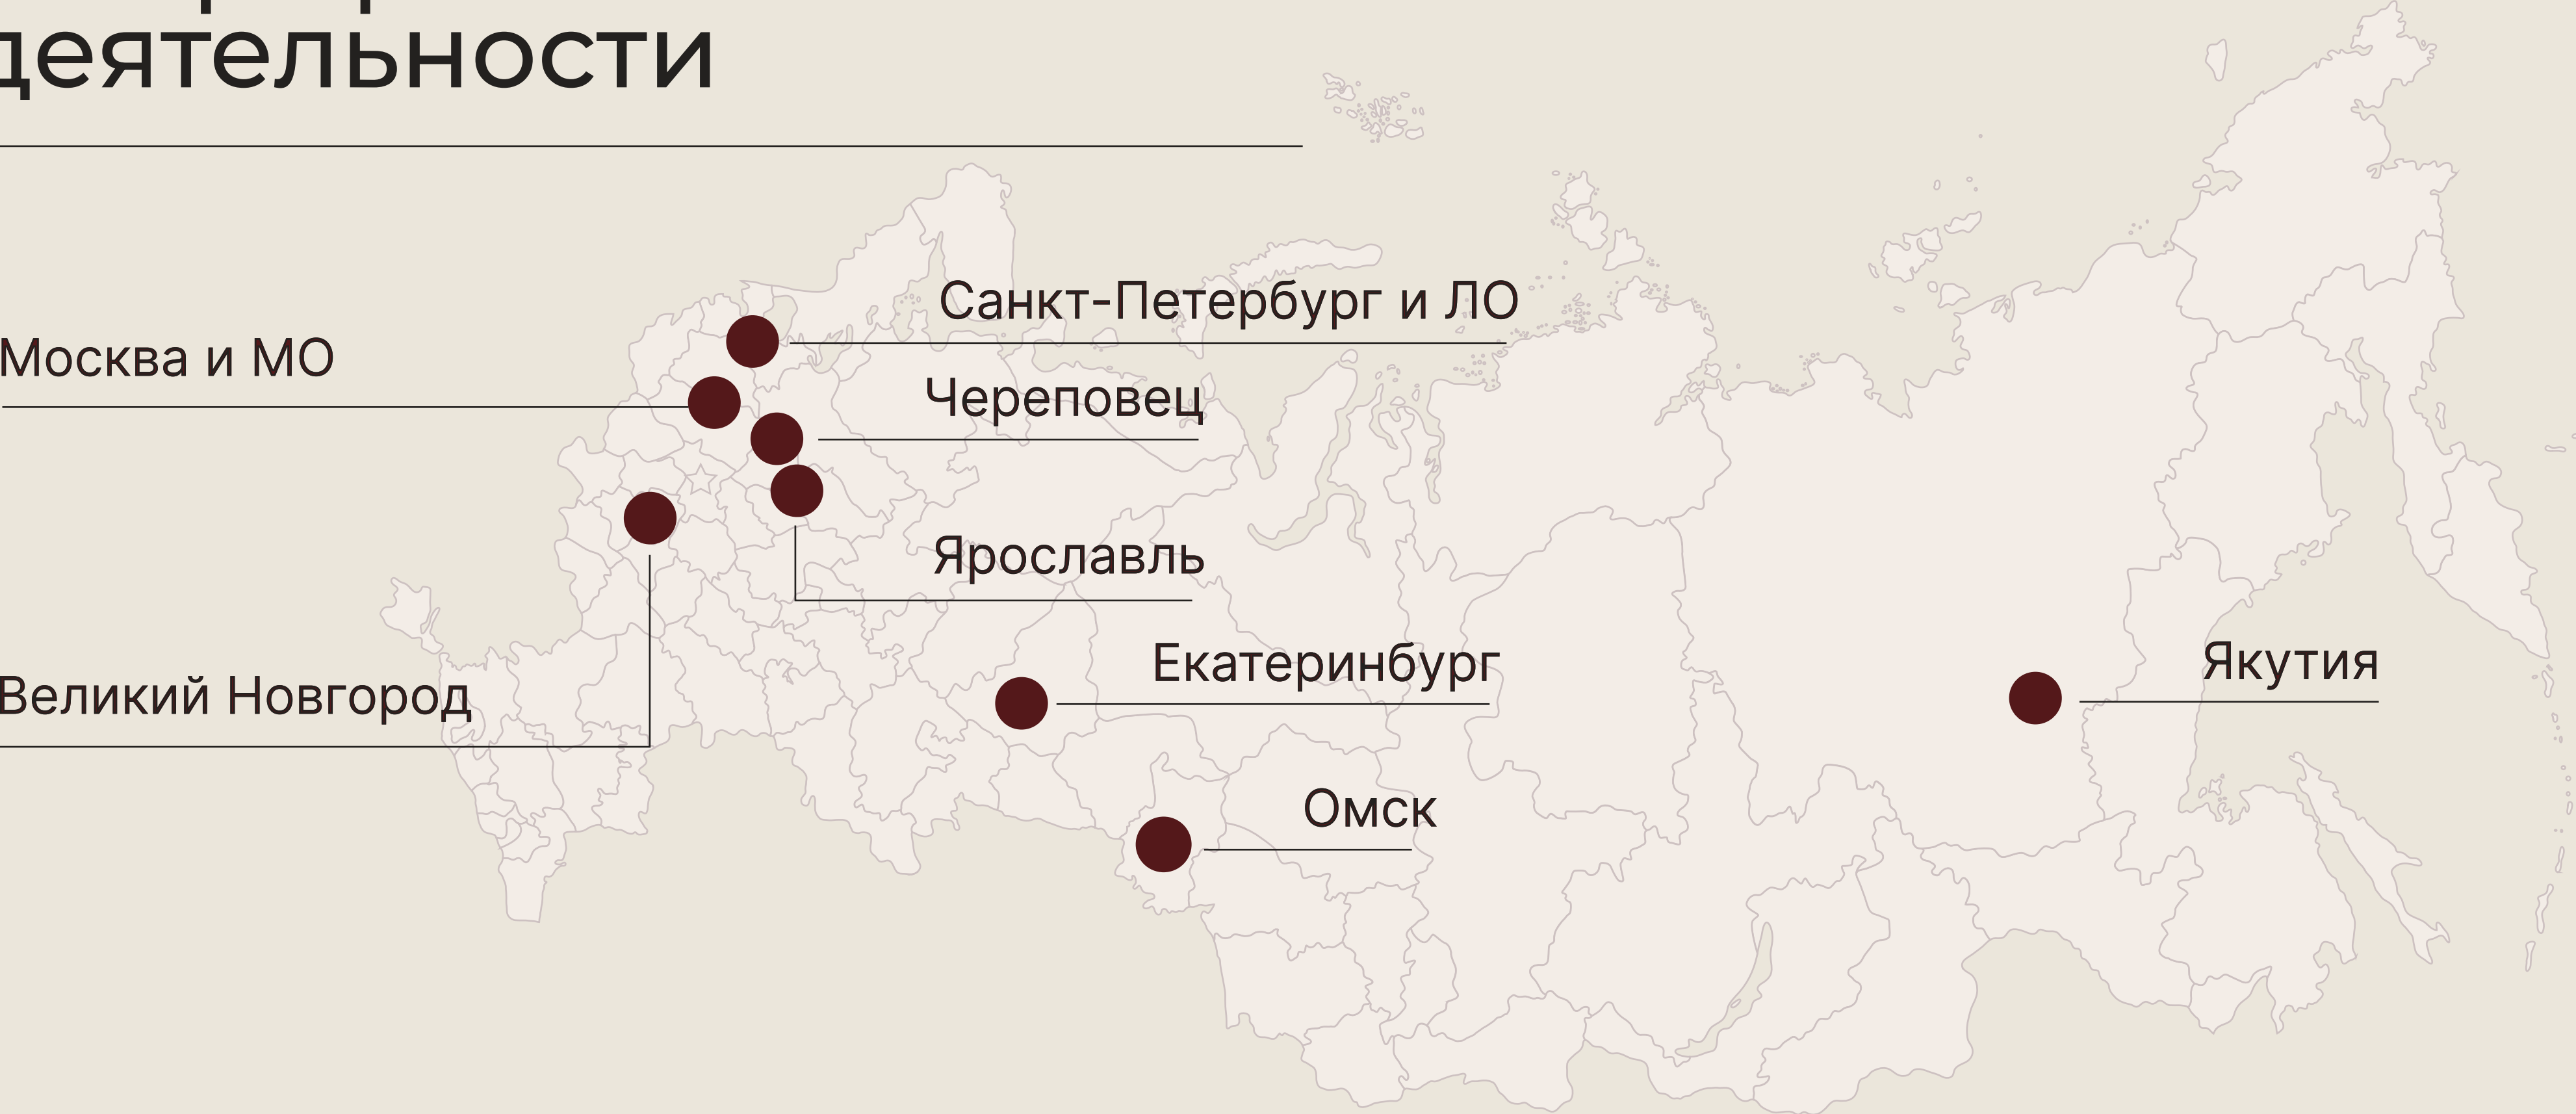 деятельности
Санкт-Петербург и ЛО
Москва и МО
Череповец
Ярославль
Екатеринбург
Якутия
Великий Новгород
Омск